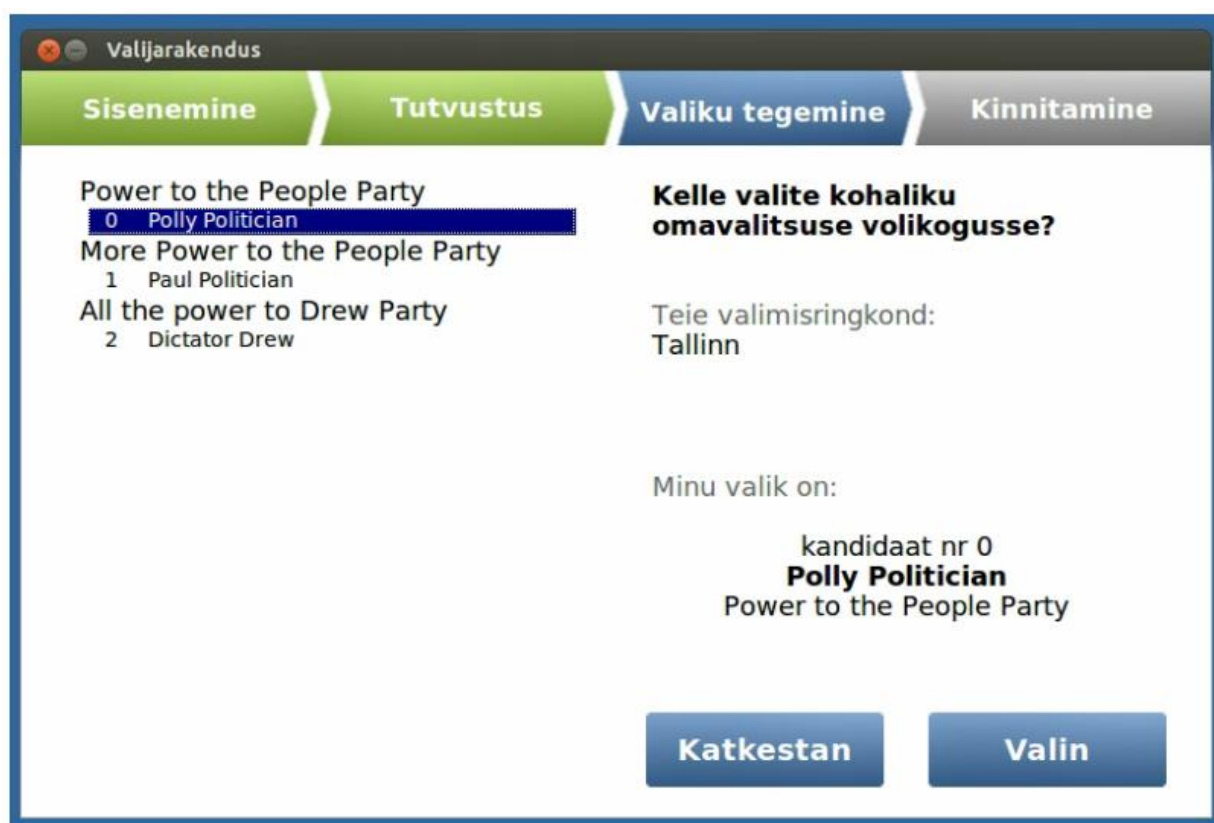 Valijarakendus
Sisenemine
Tutvustus
Valiku tegemine
Kinnitamine
Power to the People Party
0 Polly Politician
More Power to the People Party
1 Paul Politician
All the power to Drew Party
2 Dictator Drew
Kelle valite kohaliku
omavalitsuse volikogusse?
Teie valimisringkond:
Tallinn
Minu valik on:
kandidaat nr 0
Polly Politician
Power to the People Party
Katkestan
Valin